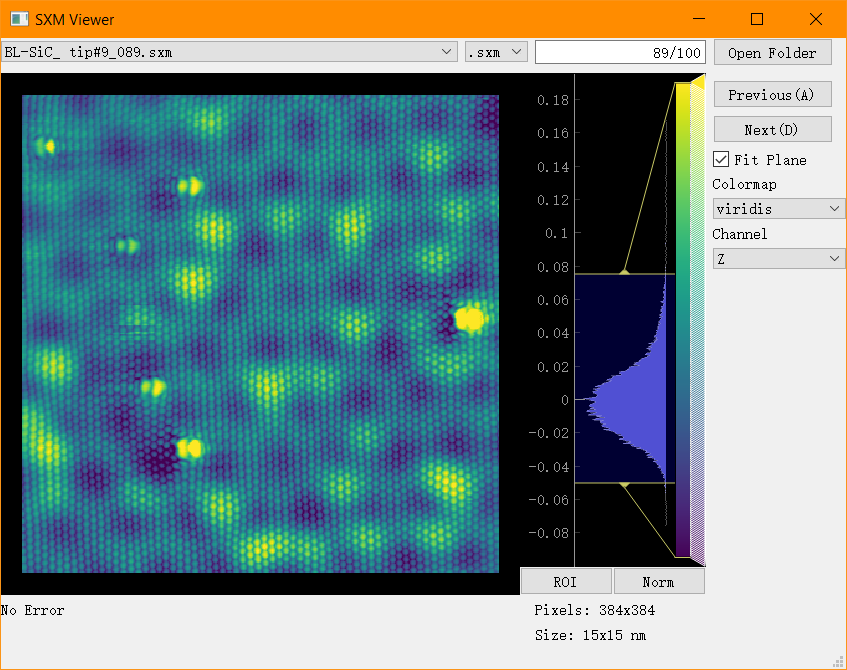 SXM Viewer
BL-SiC_ tip#9_089.sxm
.sxm
89/100
Open Folder
Previous(A)
Next(D)
Fit Plane
Colormap
viridis
Channel
Z
0.18
0.16
0.14
0.12
0.1
0.08
0.06
0.04
0.02
0
-0.02
-0.04
-0.06
-0.08
ROI
Norm
No Error
Pixels: 384x384
Size: 15x15 nm